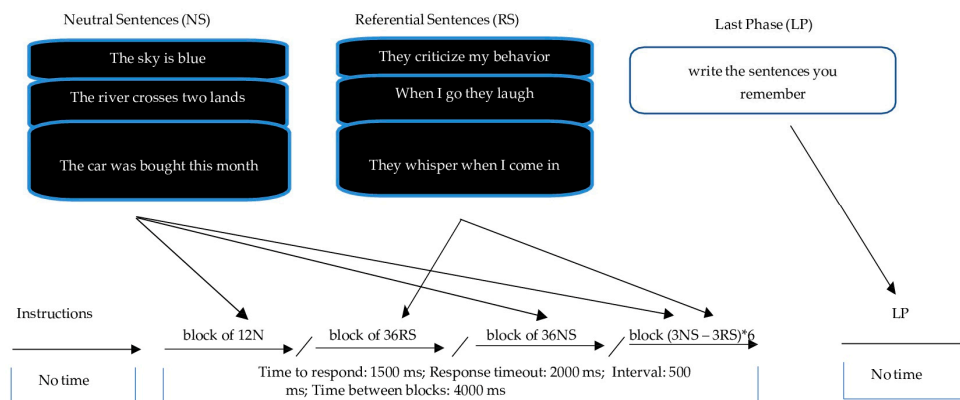 Neutral Sentences (NS)
The sky is blue
The river crosses two lands
The car was bought this month
Referential Sentences (RS)
They criticize my behavior
When I go they laugh
They whisper when I come in
Last Phase (LP)
write the sentences you
remember
Instructions
block of 12N
block of 36RS
block of 36NS
block (3NS – 3RS)*6
LP
No time
Time to respond: 1500 ms; Response timeout: 2000 ms; Interval: 500
ms; Time between blocks: 4000 ms
No time